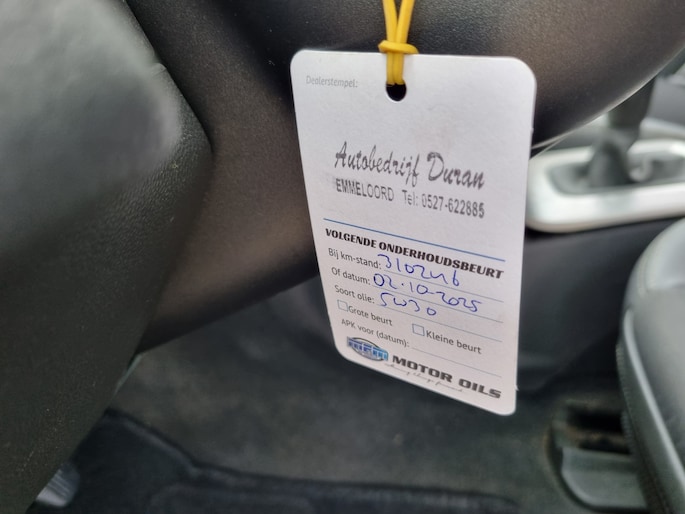 Dealerstempel:
Autobedrijf Duran
EMMELOORD Tel: 0527-622885
VOLGENDE ONDERHOUDSBEURT
Bij km-stand: 310246
Of datum: 02-10-2025
Soort olie: 5W30
Grote beurt Kleine beurt
APK voor (datum):
MOTOR OILS